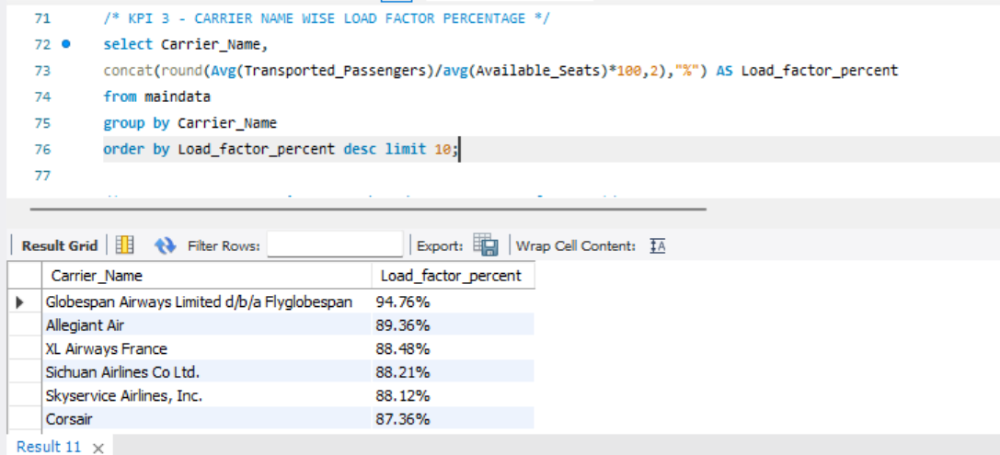 71 /* KPI 3 - CARRIER NAME WISE LOAD FACTOR PERCENTAGE */
72 select Carrier_Name,
73 concat(round(Avg(Transported_Passengers)/avg(Available_Seats)*100,2),"%") AS Load_factor_percent
74 from maindata
75 group by Carrier_Name
76 order by Load_factor_percent desc limit 10;
77
Result Grid Filter Rows: Export: Wrap Cell Content: IA
Carrier_Name Load_factor_percent
Globespan Airways Limited d/b/a Flyglobespan 94.76%
Allegiant Air 89.36%
XL Airways France 88.48%
Sichuan Airlines Co Ltd. 88.21%
Skyservice Airlines, Inc. 88.12%
Corsair 87.36%
Result 11